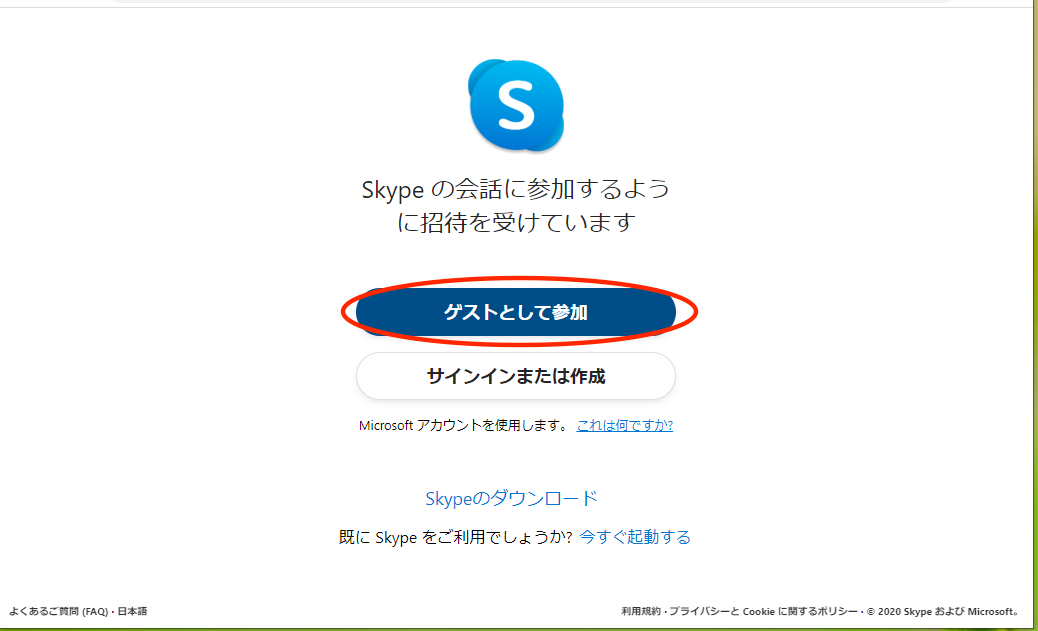 S
Skype の会話に参加するよう
に招待を受けています
ゲストとして参加
サインインまたは作成
Microsoft アカウントを使用します。 これは何ですか?
Skypeのダウンロード
既に Skype をご利用でしょうか? 今すぐ起動する
よくあるご質問 (FAQ) • 日本語
利用規約 • プライバシーと Cookie に関するポリシー • © 2020 Skype および Microsoft。